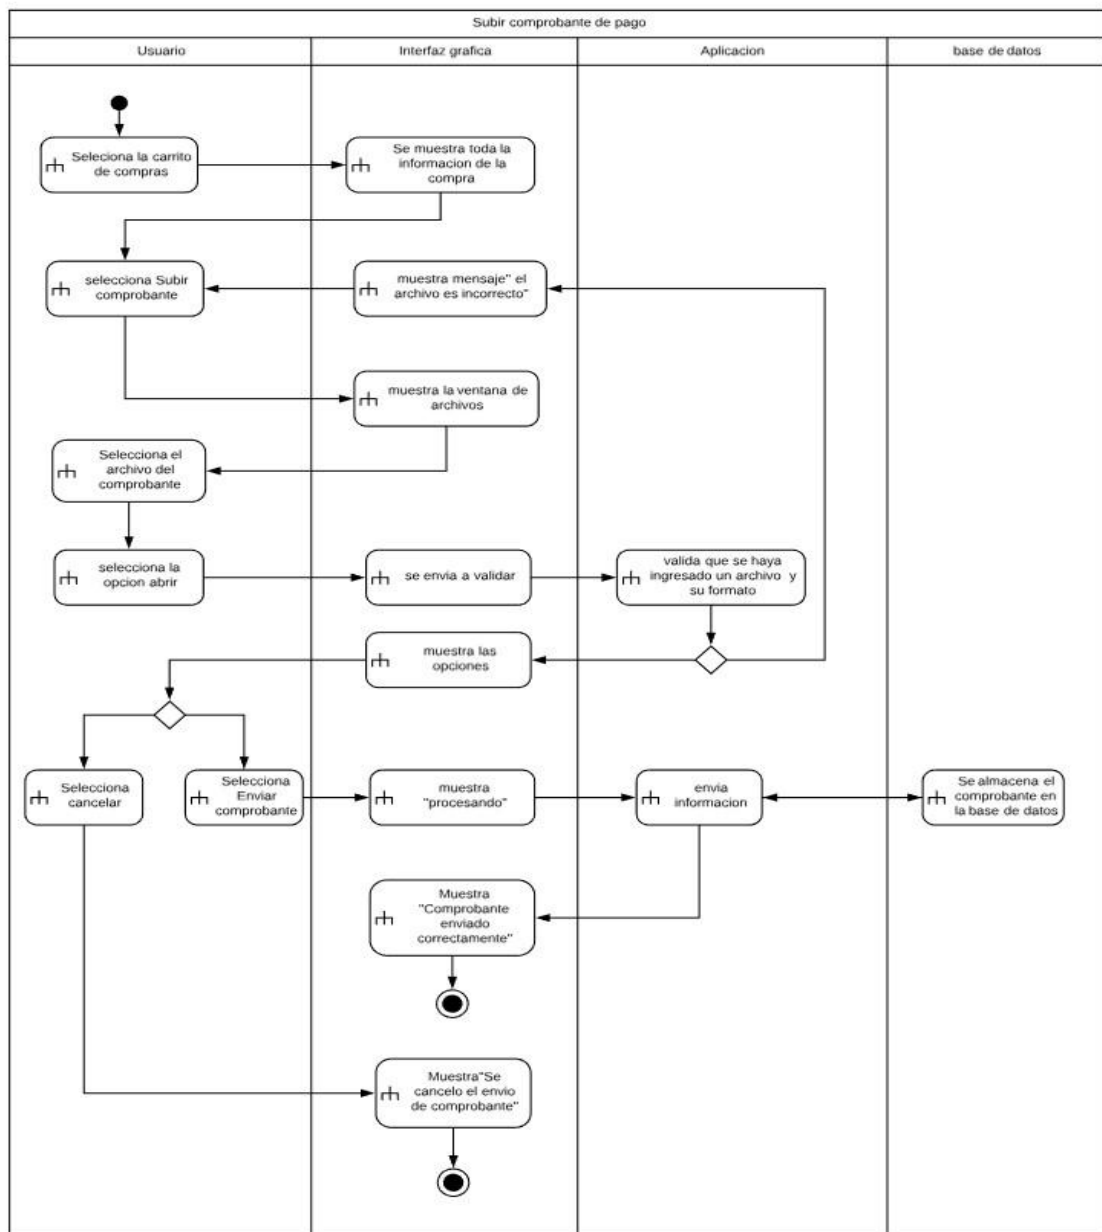 Subir comprobante de pago
Usuario
Interfaz grafica
Aplicacion
base de datos
Seleciona la carrito
de compras
Se muestra toda la
informacion de la
compra
selecciona Subir
comprobante
muestra mensaje" el
archivo es incorrecto"
muestra la ventana de
archivos
Selecciona el
archivo del
comprobante
selecciona la
opcion abrir
se envia a validar
valida que se haya
ingresado un archivo y
su formato
muestra las
opciones
Selecciona
cancelar
Selecciona
Enviar
comprobante
muestra
"procesando"
envia
informacion
Se almacena el
comprobante en
la base de datos
Muestra
"Comprobante
enviado
correctamente"
Muestra"Se
cancelo el envio
de comprobante"